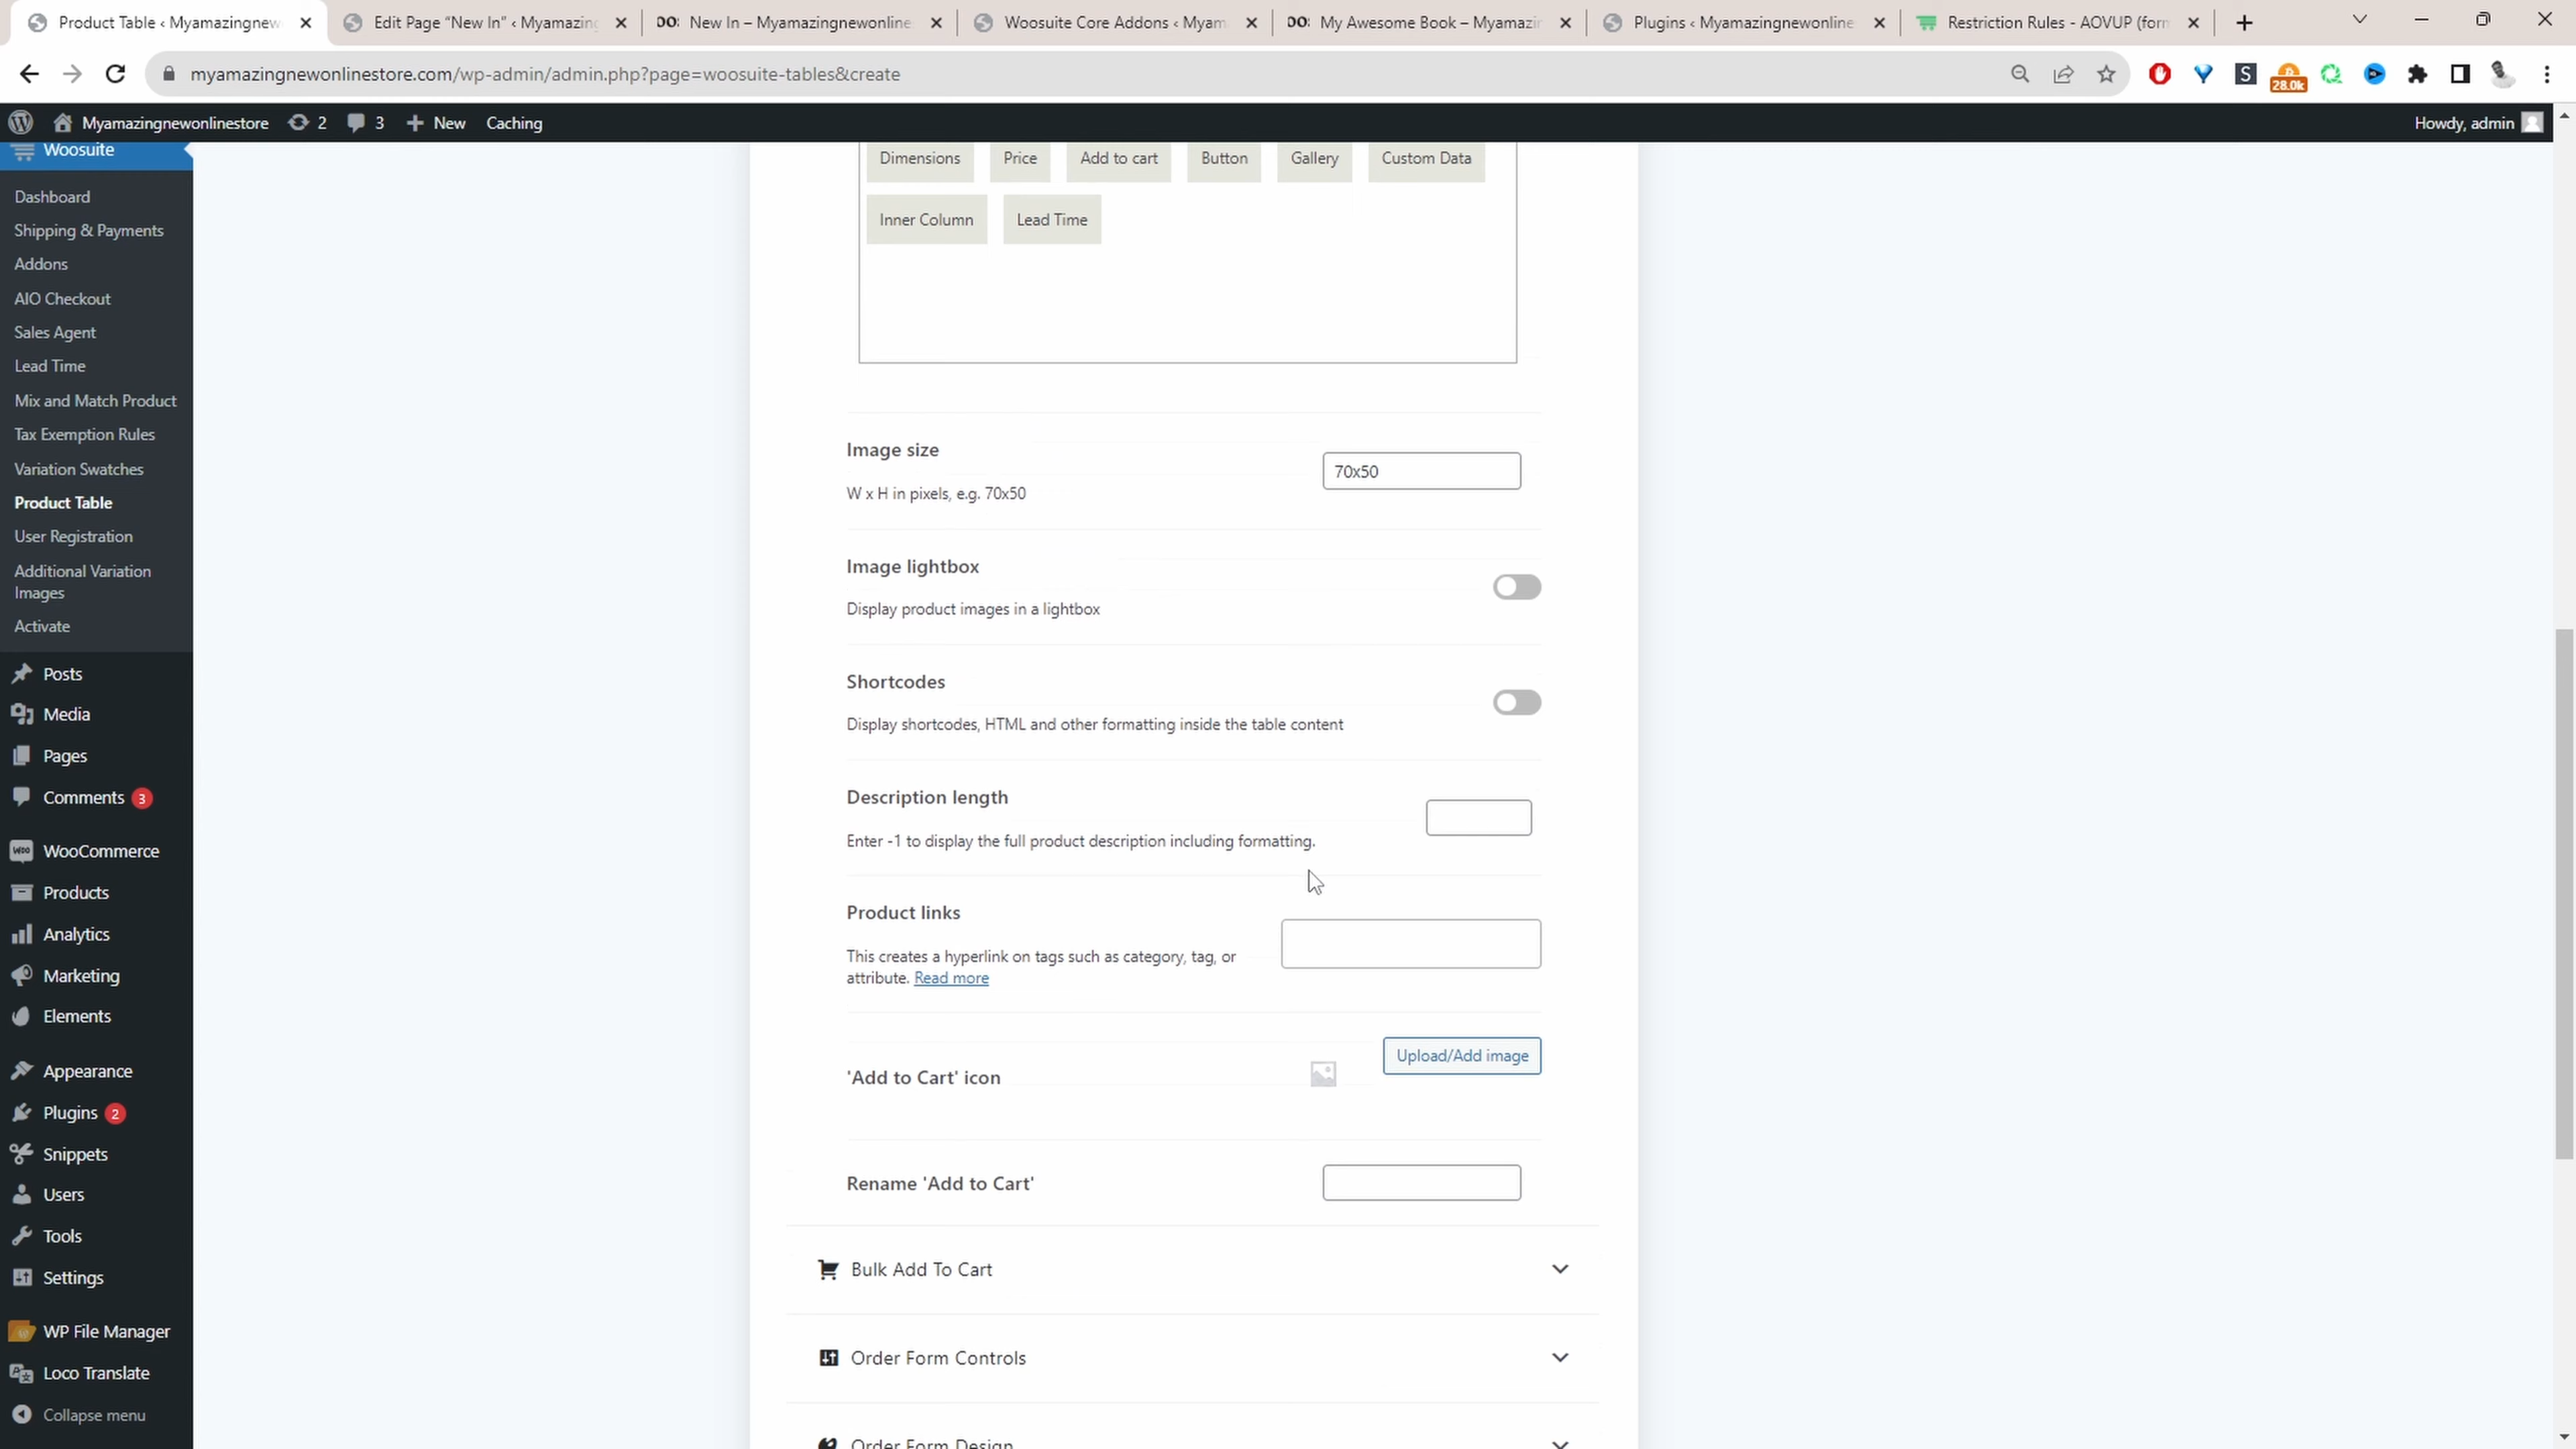 Product Table ‹ Myamazingnew
Edit Page “New In” ‹ Myamazing
New In – Myamazingnewonline
Woosuite Core Addons ‹ Myam
My Awesome Book – Myamazi
Plugins ‹ Myamazingnewonline
Restriction Rules - AOVUP (for
myamazingnewonlinestore.com/wp-admin/admin.php?page=woosuite-tables&create
28.0k
Myamazingnewonlinestore
2
3
New
Caching
Howdy, admin
Woosuite
Dashboard
Shipping & Payments
Addons
AIO Checkout
Sales Agent
Lead Time
Mix and Match Product
Tax Exemption Rules
Variation Swatches
Product Table
User Registration
Additional Variation
Images
Activate
Posts
Media
Pages
Comments 3
WooCommerce
Products
Analytics
Marketing
Elements
Appearance
Plugins 2
Snippets
Users
Tools
Settings
WP File Manager
Loco Translate
Collapse menu
Dimensions
Price
Add to cart
Button
Gallery
Custom Data
Inner Column
Lead Time
Image size
70x50
W x H in pixels, e.g. 70x50
Image lightbox
Display product images in a lightbox
Shortcodes
Display shortcodes, HTML and other formatting inside the table content
Description length
Enter -1 to display the full product description including formatting.
Product links
This creates a hyperlink on tags such as category, tag, or
attribute. Read more
'Add to Cart' icon
Upload/Add image
Rename 'Add to Cart'
Bulk Add To Cart
Order Form Controls
Order Form Design